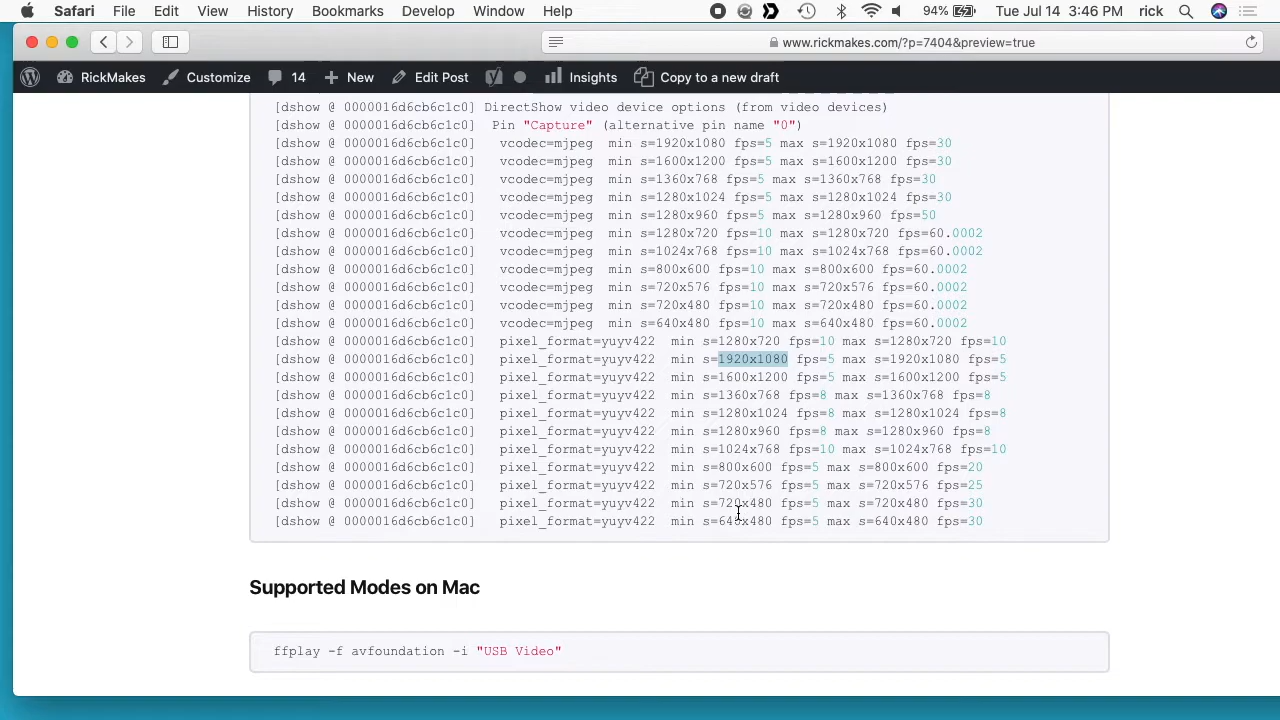 Safari File Edit View History Bookmarks Develop Window Help 94% Tue Jul 14 3:46 PM rick
www.rickmakes.com/?p=7404&preview=true
RickMakes Customize 14 New Edit Post Insights Copy to a new draft
[dshow @ 0000016d6cb6c1c0] DirectShow video device options (from video devices)
[dshow @ 0000016d6cb6c1c0] Pin "Capture" (alternative pin name "0")
[dshow @ 0000016d6cb6c1c0] vcodec=mjpeg min s=1920x1080 fps=5 max s=1920x1080 fps=30
[dshow @ 0000016d6cb6c1c0] vcodec=mjpeg min s=1600x1200 fps=5 max s=1600x1200 fps=30
[dshow @ 0000016d6cb6c1c0] vcodec=mjpeg min s=1360x768 fps=5 max s=1360x768 fps=30
[dshow @ 0000016d6cb6c1c0] vcodec=mjpeg min s=1280x1024 fps=5 max s=1280x1024 fps=30
[dshow @ 0000016d6cb6c1c0] vcodec=mjpeg min s=1280x960 fps=5 max s=1280x960 fps=50
[dshow @ 0000016d6cb6c1c0] vcodec=mjpeg min s=1280x720 fps=10 max s=1280x720 fps=60.0002
[dshow @ 0000016d6cb6c1c0] vcodec=mjpeg min s=1024x768 fps=10 max s=1024x768 fps=60.0002
[dshow @ 0000016d6cb6c1c0] vcodec=mjpeg min s=800x600 fps=10 max s=800x600 fps=60.0002
[dshow @ 0000016d6cb6c1c0] vcodec=mjpeg min s=720x576 fps=10 max s=720x576 fps=60.0002
[dshow @ 0000016d6cb6c1c0] vcodec=mjpeg min s=720x480 fps=10 max s=720x480 fps=60.0002
[dshow @ 0000016d6cb6c1c0] vcodec=mjpeg min s=640x480 fps=10 max s=640x480 fps=60.0002
[dshow @ 0000016d6cb6c1c0] pixel_format=yuyv422 min s=1280x720 fps=10 max s=1280x720 fps=10
[dshow @ 0000016d6cb6c1c0] pixel_format=yuyv422 min s=1920x1080 fps=5 max s=1920x1080 fps=5
[dshow @ 0000016d6cb6c1c0] pixel_format=yuyv422 min s=1600x1200 fps=5 max s=1600x1200 fps=5
[dshow @ 0000016d6cb6c1c0] pixel_format=yuyv422 min s=1360x768 fps=8 max s=1360x768 fps=8
[dshow @ 0000016d6cb6c1c0] pixel_format=yuyv422 min s=1280x1024 fps=8 max s=1280x1024 fps=8
[dshow @ 0000016d6cb6c1c0] pixel_format=yuyv422 min s=1280x960 fps=8 max s=1280x960 fps=8
[dshow @ 0000016d6cb6c1c0] pixel_format=yuyv422 min s=1024x768 fps=10 max s=1024x768 fps=10
[dshow @ 0000016d6cb6c1c0] pixel_format=yuyv422 min s=800x600 fps=5 max s=800x600 fps=20
[dshow @ 0000016d6cb6c1c0] pixel_format=yuyv422 min s=720x576 fps=5 max s=720x576 fps=25
[dshow @ 0000016d6cb6c1c0] pixel_format=yuyv422 min s=720x480 fps=5 max s=720x480 fps=30
[dshow @ 0000016d6cb6c1c0] pixel_format=yuyv422 min s=640x480 fps=5 max s=640x480 fps=30
Supported Modes on Mac
ffplay -f avfoundation -i "USB Video"